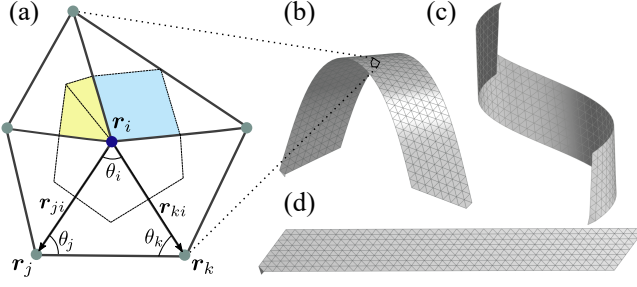 (a)
(b)
(c)
r_i
θ_i
r_ji
r_ki
(d)
θ_j
θ_k
r_j
r_k